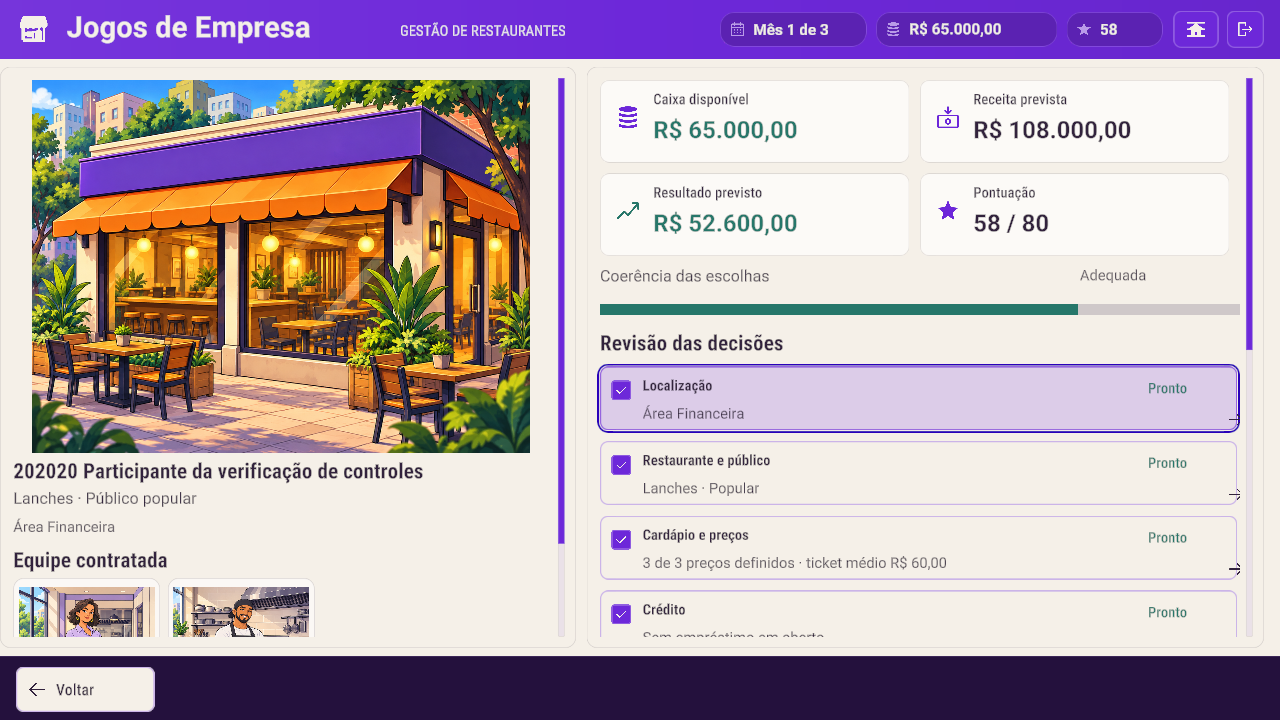 Jogos de Empresa
GESTÃO DE RESTAURANTES
Mês 1 de 3
R$ 65.000,00
58
202020 Participante da verificação de controles
Lanches · Público popular
Área Financeira
Equipe contratada
Caixa disponível
R$ 65.000,00
Receita prevista
R$ 108.000,00
Resultado previsto
R$ 52.600,00
Pontuação
58 / 80
Coerência das escolhas
Adequada
Revisão das decisões
Localização
Pronto
Área Financeira
Restaurante e público
Pronto
Lanches · Popular
Cardápio e preços
Pronto
3 de 3 preços definidos · ticket médio R$ 60,00
Crédito
Pronto
Sem empréstimo em aberto
Voltar